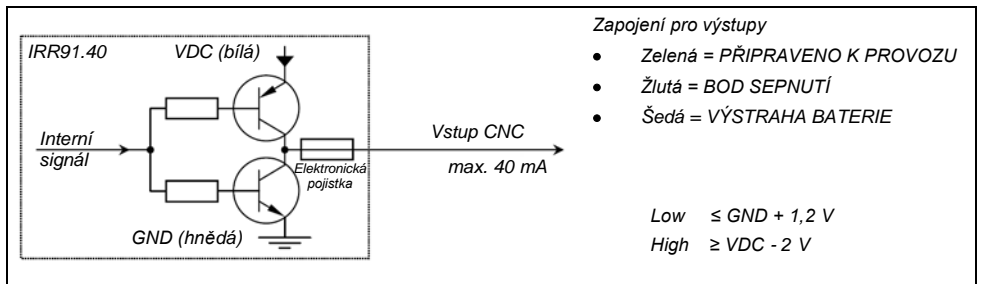 IRR91.40
VDC (bílá)
Interní
signál
Elektronická
pojistka
GND (hnědá)
Vstup CNC
max. 40 mA
Zapojení pro výstupy
• Zelená = PŘIPRAVENO K PROVOZU
• Žlutá = BOD SEPNUTÍ
• Šedá = VÝSTRAHA BATERIE
Low ≤ GND + 1,2 V
High ≥ VDC - 2 V